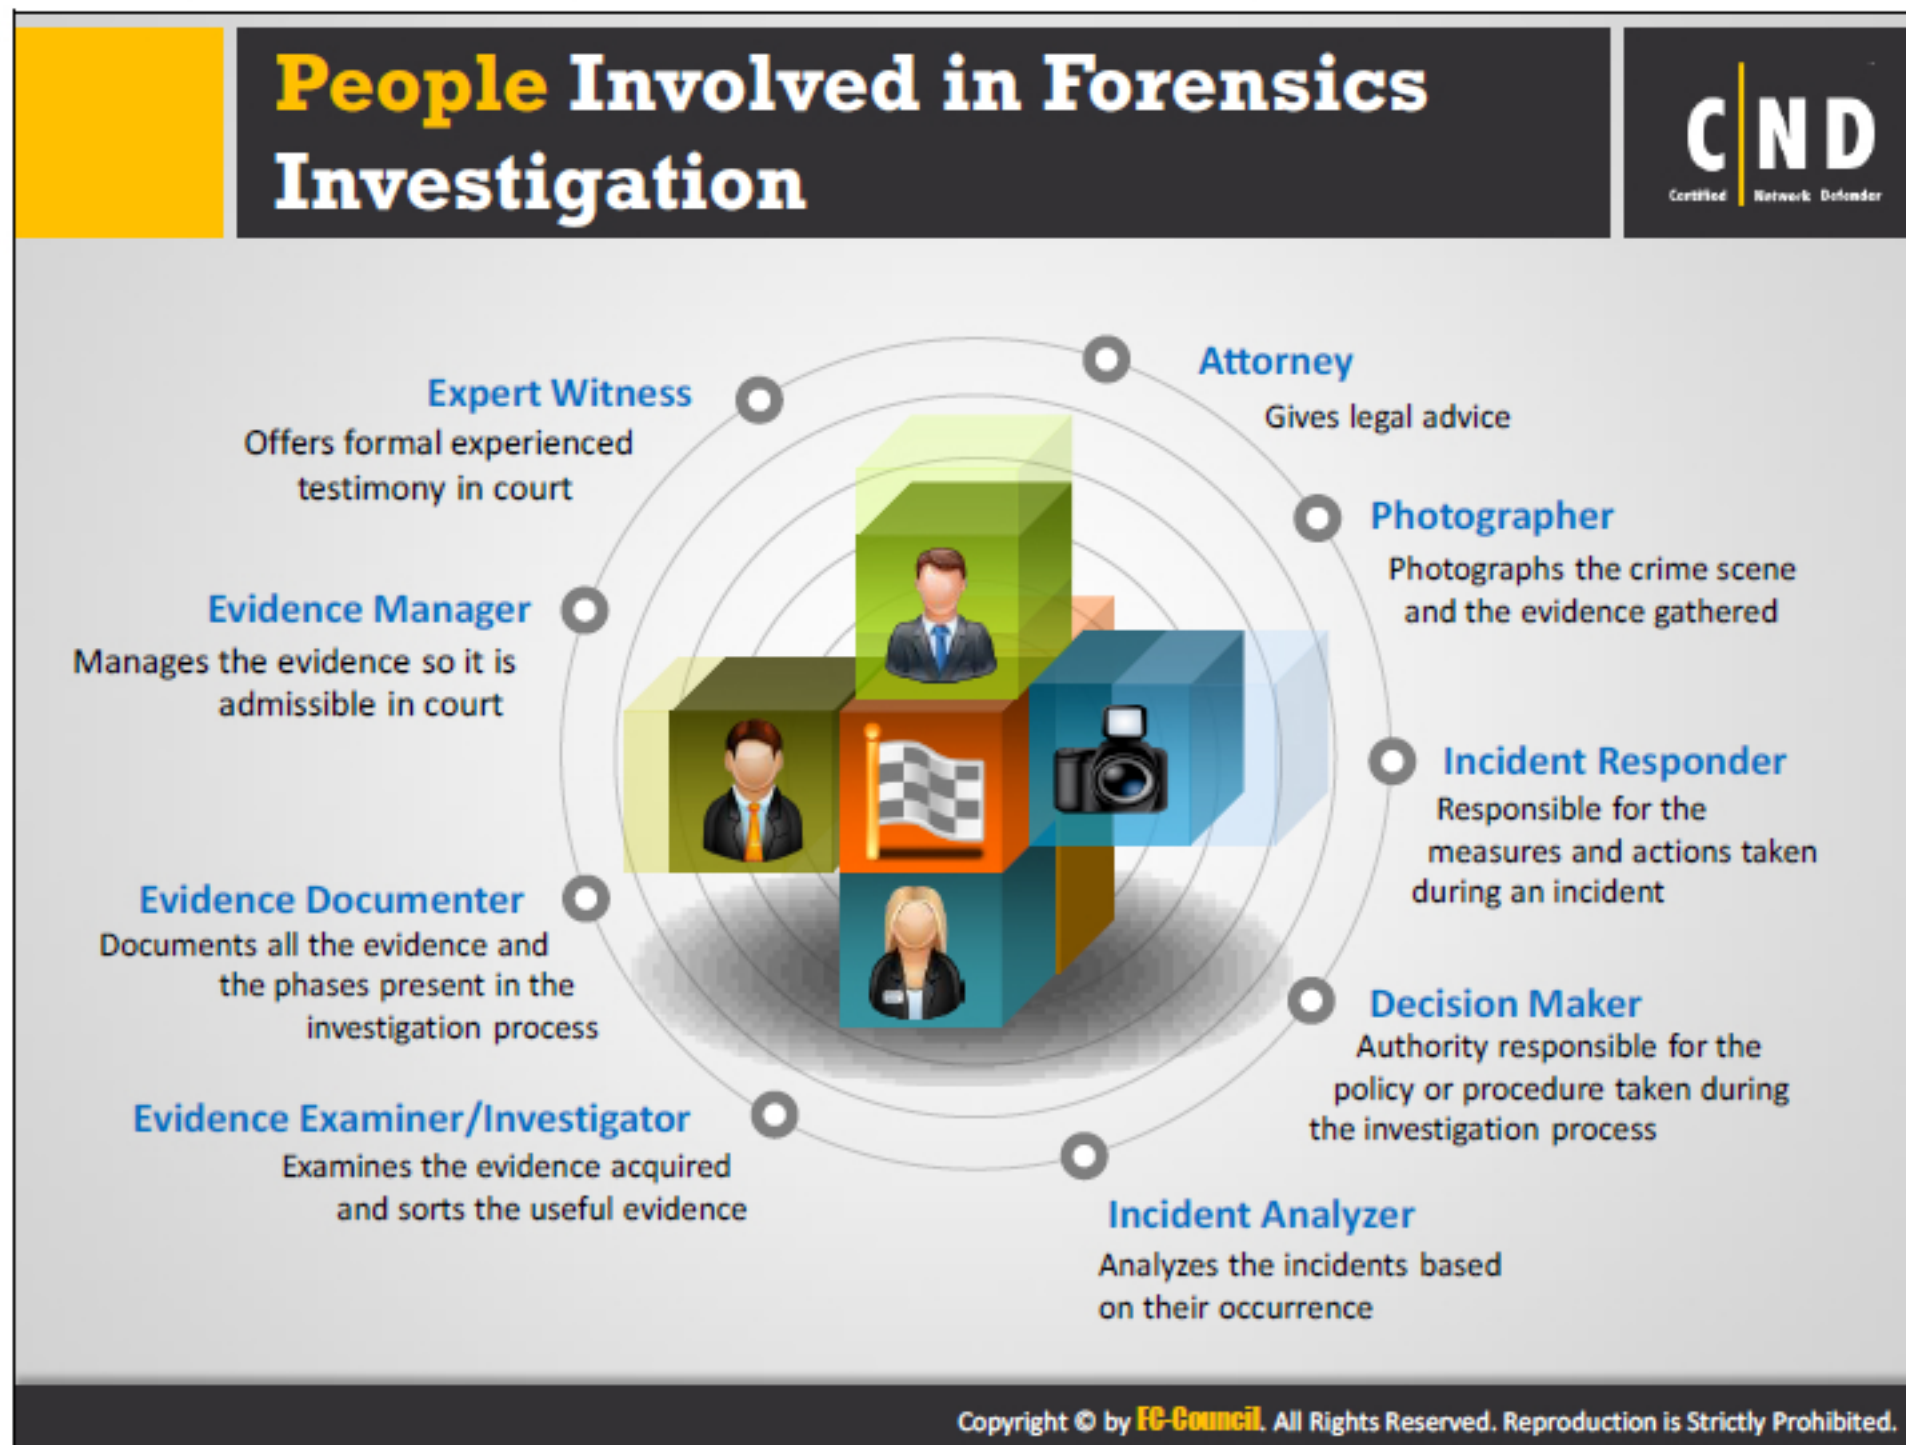 People Involved in Forensics
Investigation
C|ND
Certified Network Defender
Expert Witness
Offers formal experienced
testimony in court
Attorney
Gives legal advice
Photographer
Photographs the crime scene
and the evidence gathered
Evidence Manager
Manages the evidence so it is
admissible in court
Incident Responder
Responsible for the
measures and actions taken
during an incident
Evidence Documenter
Documents all the evidence and
the phases present in the
investigation process
Decision Maker
Authority responsible for the
policy or procedure taken during
the investigation process
Evidence Examiner/Investigator
Examines the evidence acquired
and sorts the useful evidence
Incident Analyzer
Analyzes the incidents based
on their occurrence
Copyright © by EC-Council. All Rights Reserved. Reproduction is Strictly Prohibited.